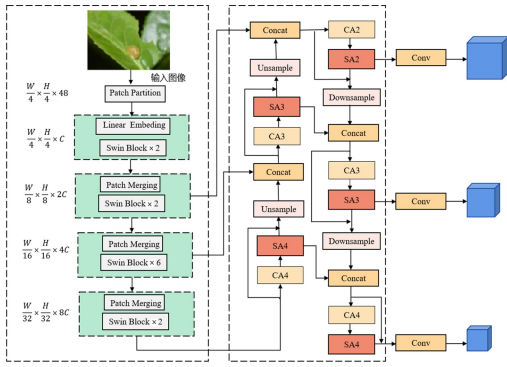 输入图像
W/4 × H/4 × 48
Patch Partition
W/4 × H/4 × C
Linear Embeding
Swin Block × 2
W/8 × H/8 × 2C
Patch Merging
Swin Block × 2
W/16 × H/16 × 4C
Patch Merging
Swin Block × 6
W/32 × H/32 × 8C
Patch Merging
Swin Block × 2
Concat
Unsample
SA3
CA3
Concat
Unsample
SA4
CA4
CA2
SA2
Downsample
Concat
CA3
SA3
Downsample
Concat
CA4
SA4
Conv
Conv
Conv